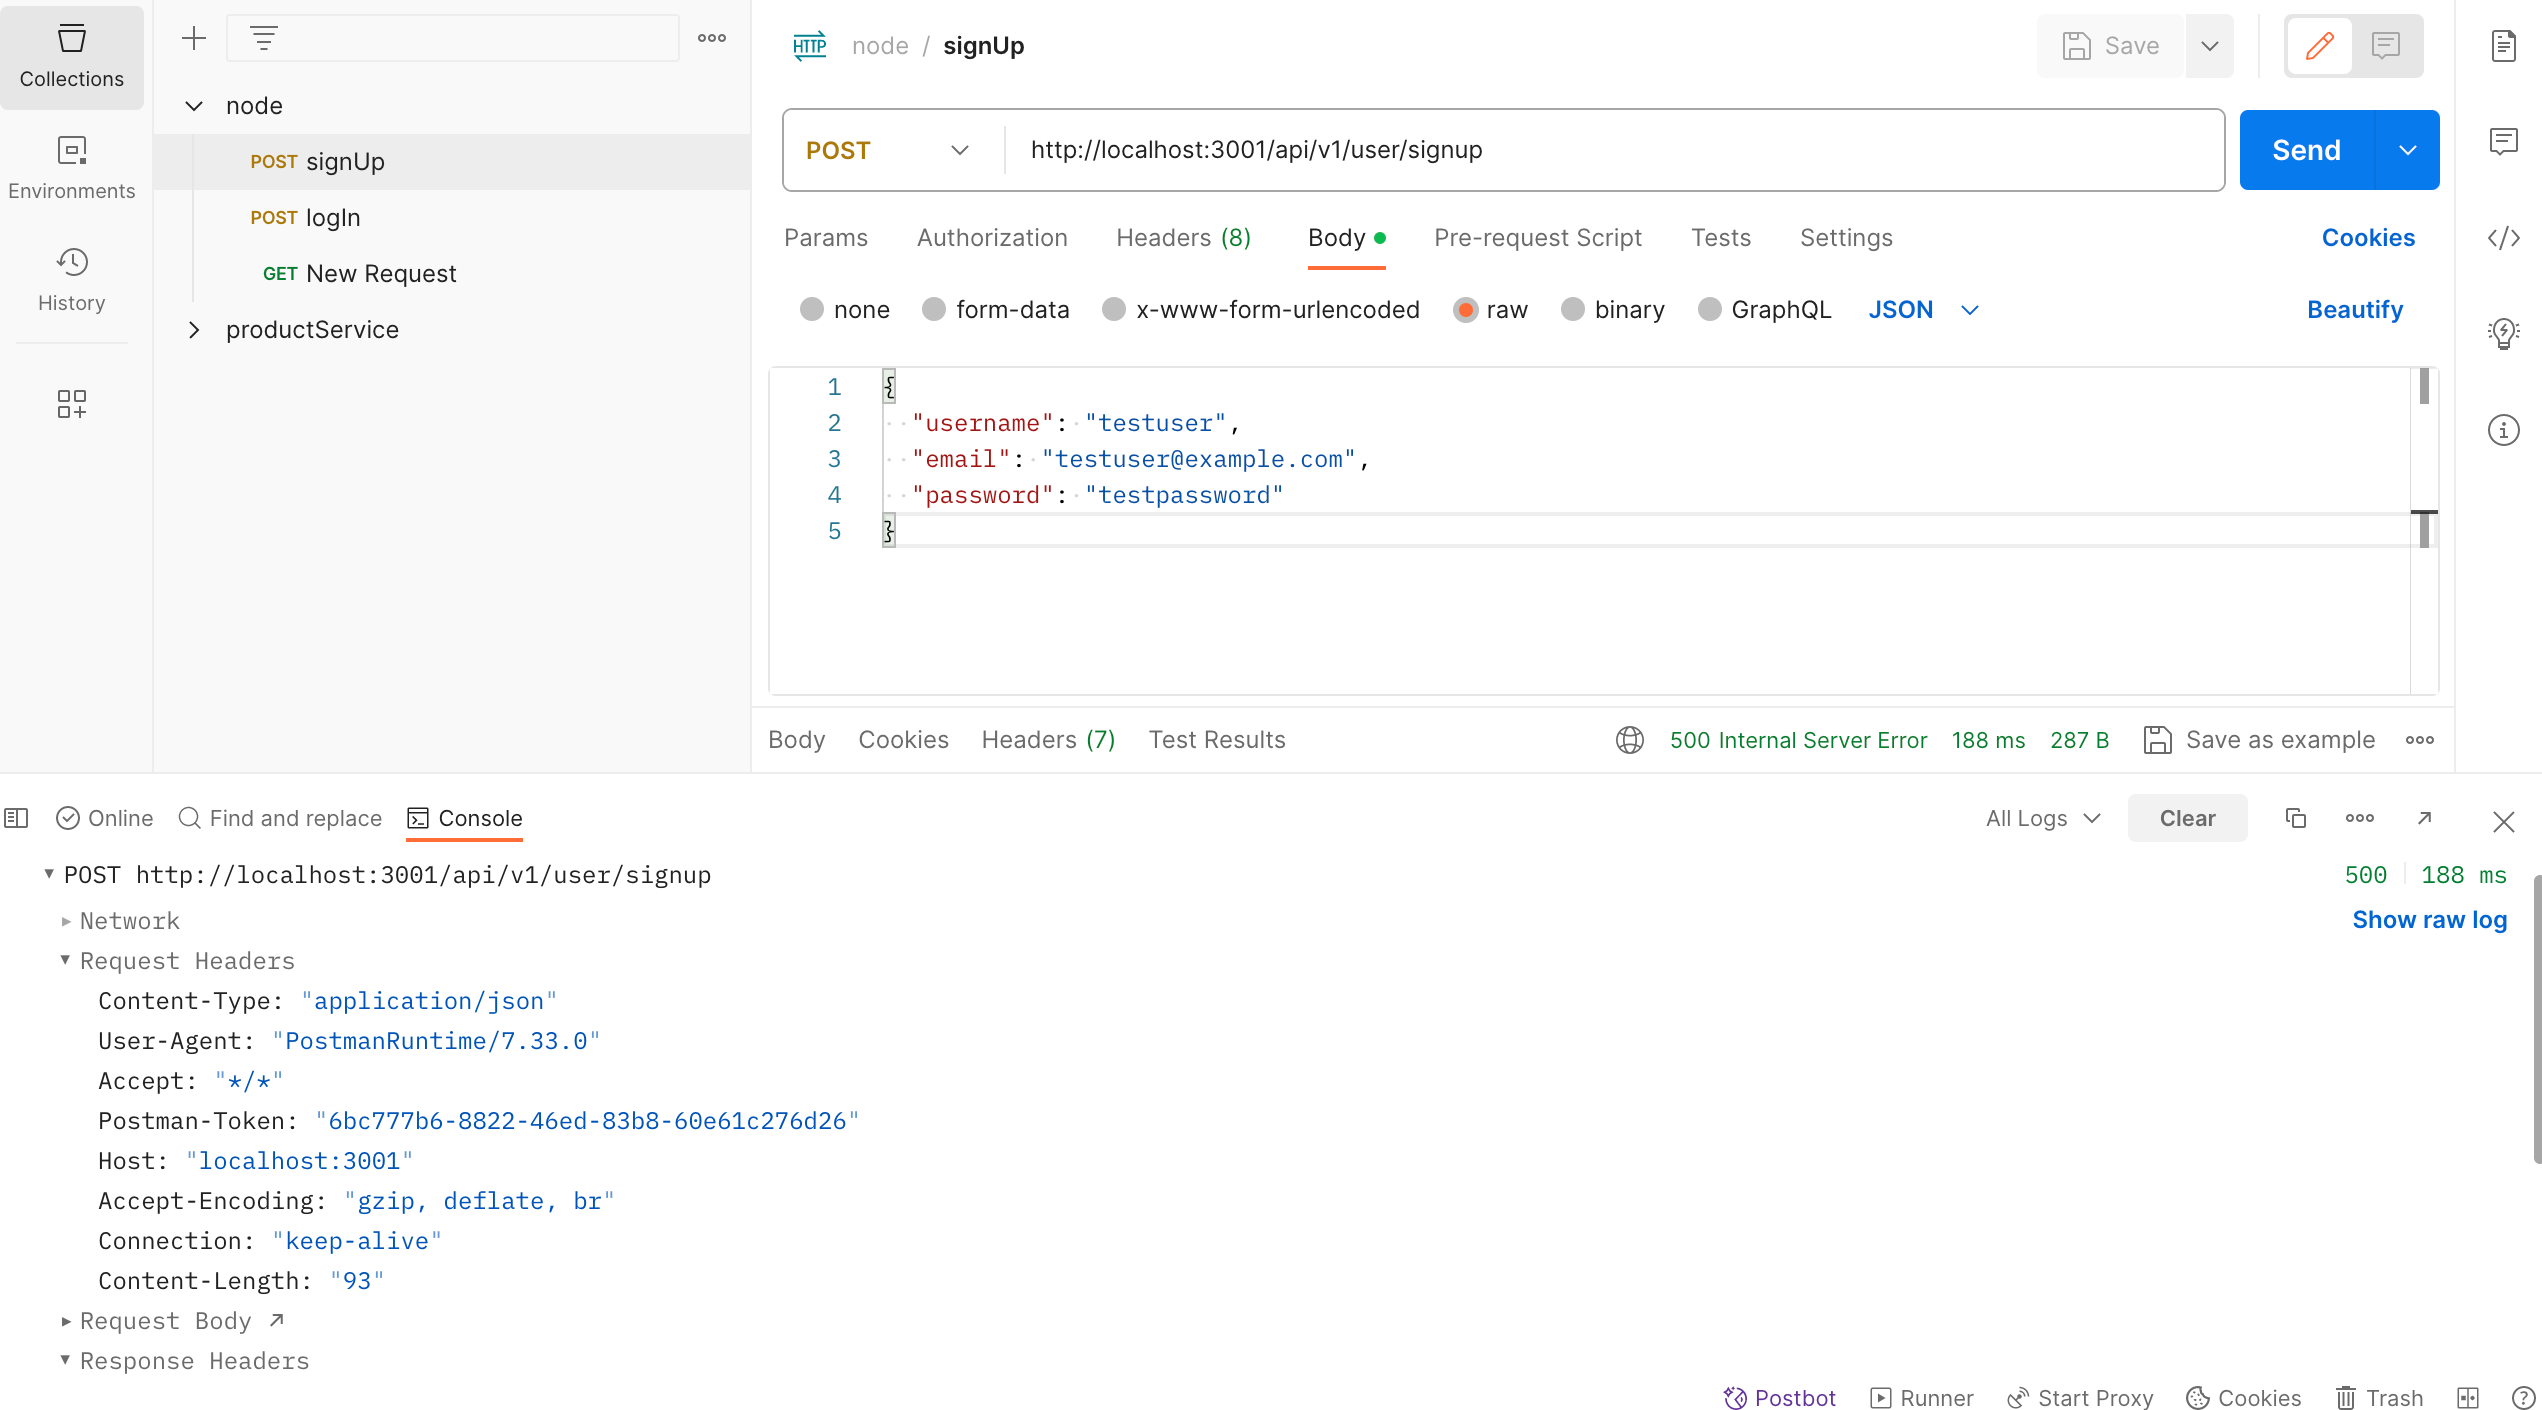 Collections
Environments
History
node
POST signUp
POST logIn
GET New Request
productService
HTTP node / signUp
Save
POST http://localhost:3001/api/v1/user/signup
Send
Params Authorization Headers (8) Body Pre-request Script Tests Settings Cookies
none form-data x-www-form-urlencoded raw binary GraphQL JSON Beautify
1 {
2 "username": "testuser",
3 "email": "testuser@example.com",
4 "password": "testpassword"
5 }
Body Cookies Headers (7) Test Results 500 Internal Server Error 188 ms 287 B Save as example
Online Find and replace Console All Logs Clear
POST http://localhost:3001/api/v1/user/signup 500 188 ms
Network Show raw log
Request Headers
Content-Type: "application/json"
User-Agent: "PostmanRuntime/7.33.0"
Accept: "*/*"
Postman-Token: "6bc777b6-8822-46ed-83b8-60e61c276d26"
Host: "localhost:3001"
Accept-Encoding: "gzip, deflate, br"
Connection: "keep-alive"
Content-Length: "93"
Request Body
Response Headers
Postbot Runner Start Proxy Cookies Trash